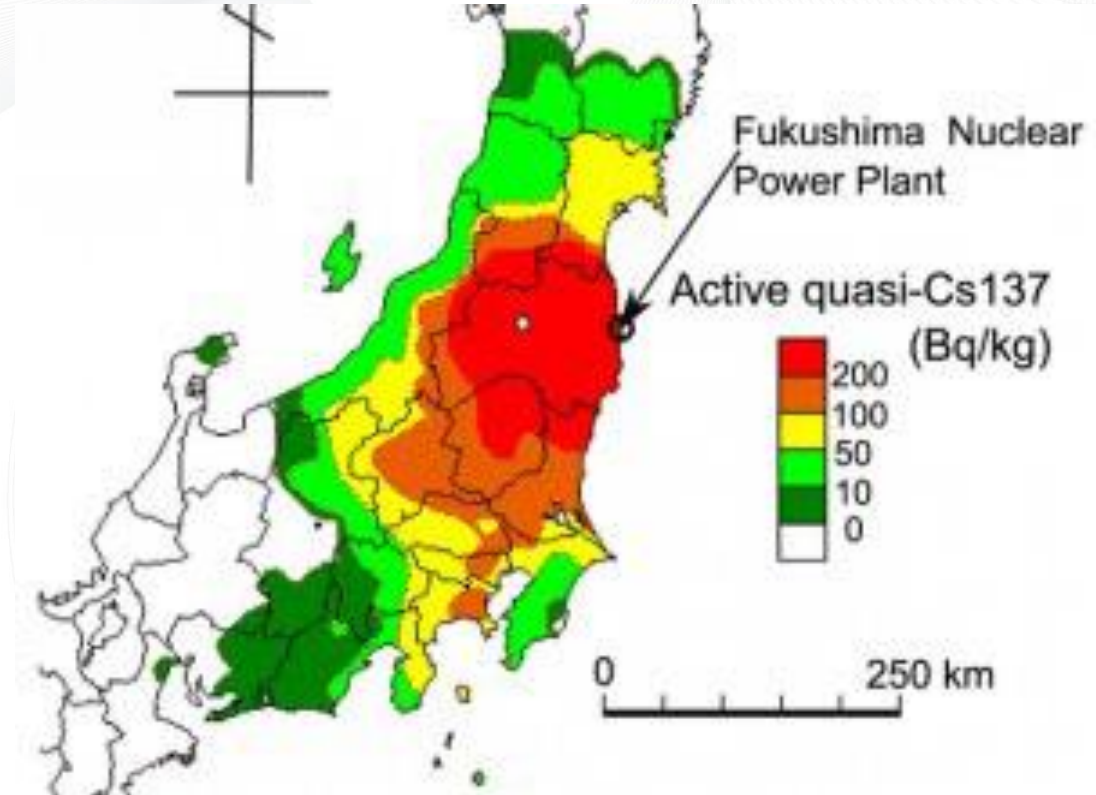 Fukushima Nuclear
Power Plant
Active quasi-Cs137
(Bq/kg)
200
100
50
10
0
0 250 km